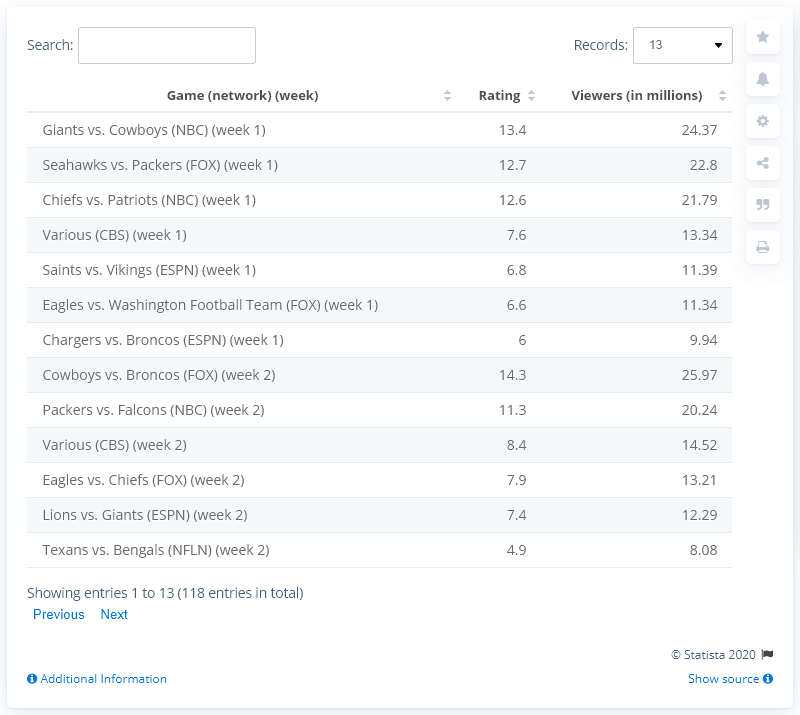 Search: Records: 13
Game (network) (week) Rating Viewers (in millions)
Giants vs. Cowboys (NBC) (week 1) 13.4 24.37
Seahawks vs. Packers (FOX) (week 1) 12.7 22.8
Chiefs vs. Patriots (NBC) (week 1) 12.6 21.79
Various (CBS) (week 1) 7.6 13.34
Saints vs. Vikings (ESPN) (week 1) 6.8 11.39
Eagles vs. Washington Football Team (FOX) (week 1) 6.6 11.34
Chargers vs. Broncos (ESPN) (week 1) 6 9.94
Cowboys vs. Broncos (FOX) (week 2) 14.3 25.97
Packers vs. Falcons (NBC) (week 2) 11.3 20.24
Various (CBS) (week 2) 8.4 14.52
Eagles vs. Chiefs (FOX) (week 2) 7.9 13.21
Lions vs. Giants (ESPN) (week 2) 7.4 12.29
Texans vs. Bengals (NFLN) (week 2) 4.9 8.08
Showing entries 1 to 13 (118 entries in total)
Previous Next
© Statista 2020
Additional Information Show source